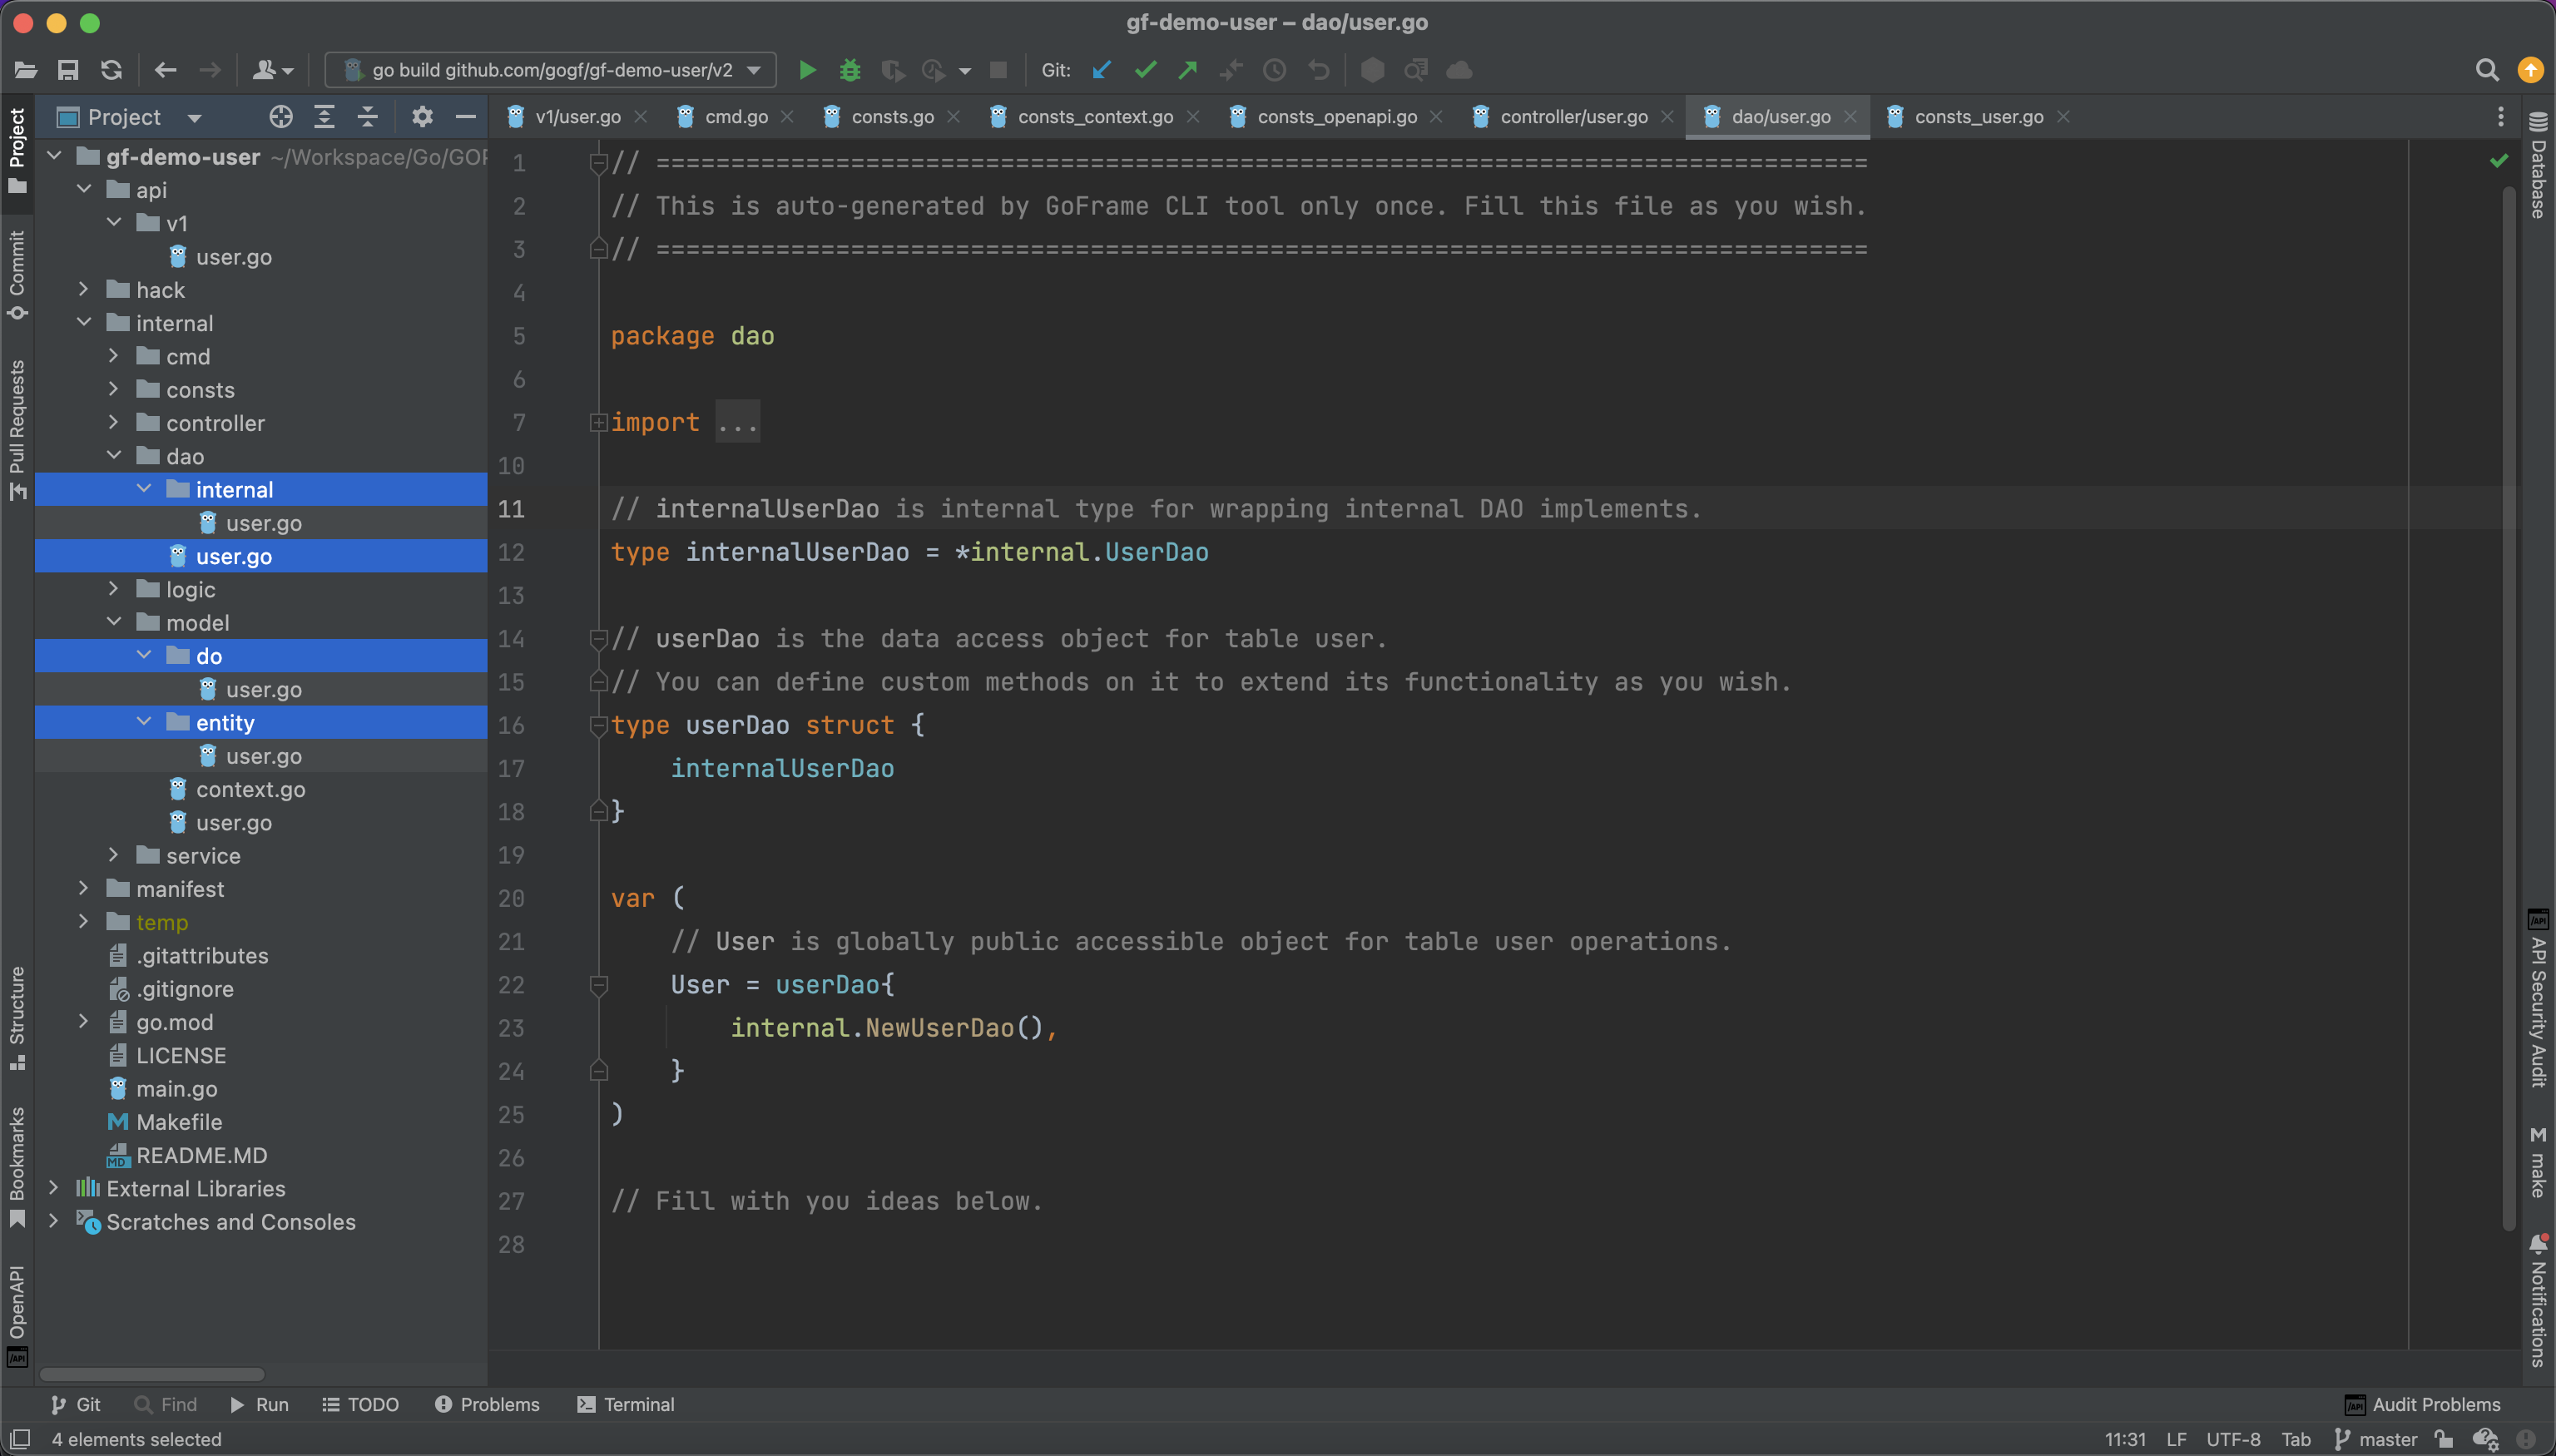 gf-demo-user – dao/user.go
go build github.com/gogf/gf-demo-user/v2
Git:
Project
v1/user.go
cmd.go
consts.go
consts_context.go
consts_openapi.go
controller/user.go
dao/user.go
consts_user.go
Project
Commit
Pull Requests
Structure
Bookmarks
OpenAPI
gf-demo-user ~/Workspace/Go/GOP
api
v1
user.go
hack
internal
cmd
consts
controller
dao
internal
user.go
user.go
logic
model
do
user.go
entity
user.go
context.go
user.go
service
manifest
temp
.gitattributes
.gitignore
go.mod
LICENSE
main.go
Makefile
README.MD
External Libraries
Scratches and Consoles
1 // =================================================================================
2 // This is auto-generated by GoFrame CLI tool only once. Fill this file as you wish.
3 // =================================================================================
4
5 package dao
6
7 import ...
10
11 // internalUserDao is internal type for wrapping internal DAO implements.
12 type internalUserDao = *internal.UserDao
13
14 // userDao is the data access object for table user.
15 // You can define custom methods on it to extend its functionality as you wish.
16 type userDao struct {
17 internalUserDao
18 }
19
20 var (
21 // User is globally public accessible object for table user operations.
22 User = userDao{
23 internal.NewUserDao(),
24 }
25 )
26
27 // Fill with you ideas below.
28
Database
API Security Audit
make
Notifications
Git
Find
Run
TODO
Problems
Terminal
Audit Problems
4 elements selected
11:31
LF
UTF-8
Tab
master